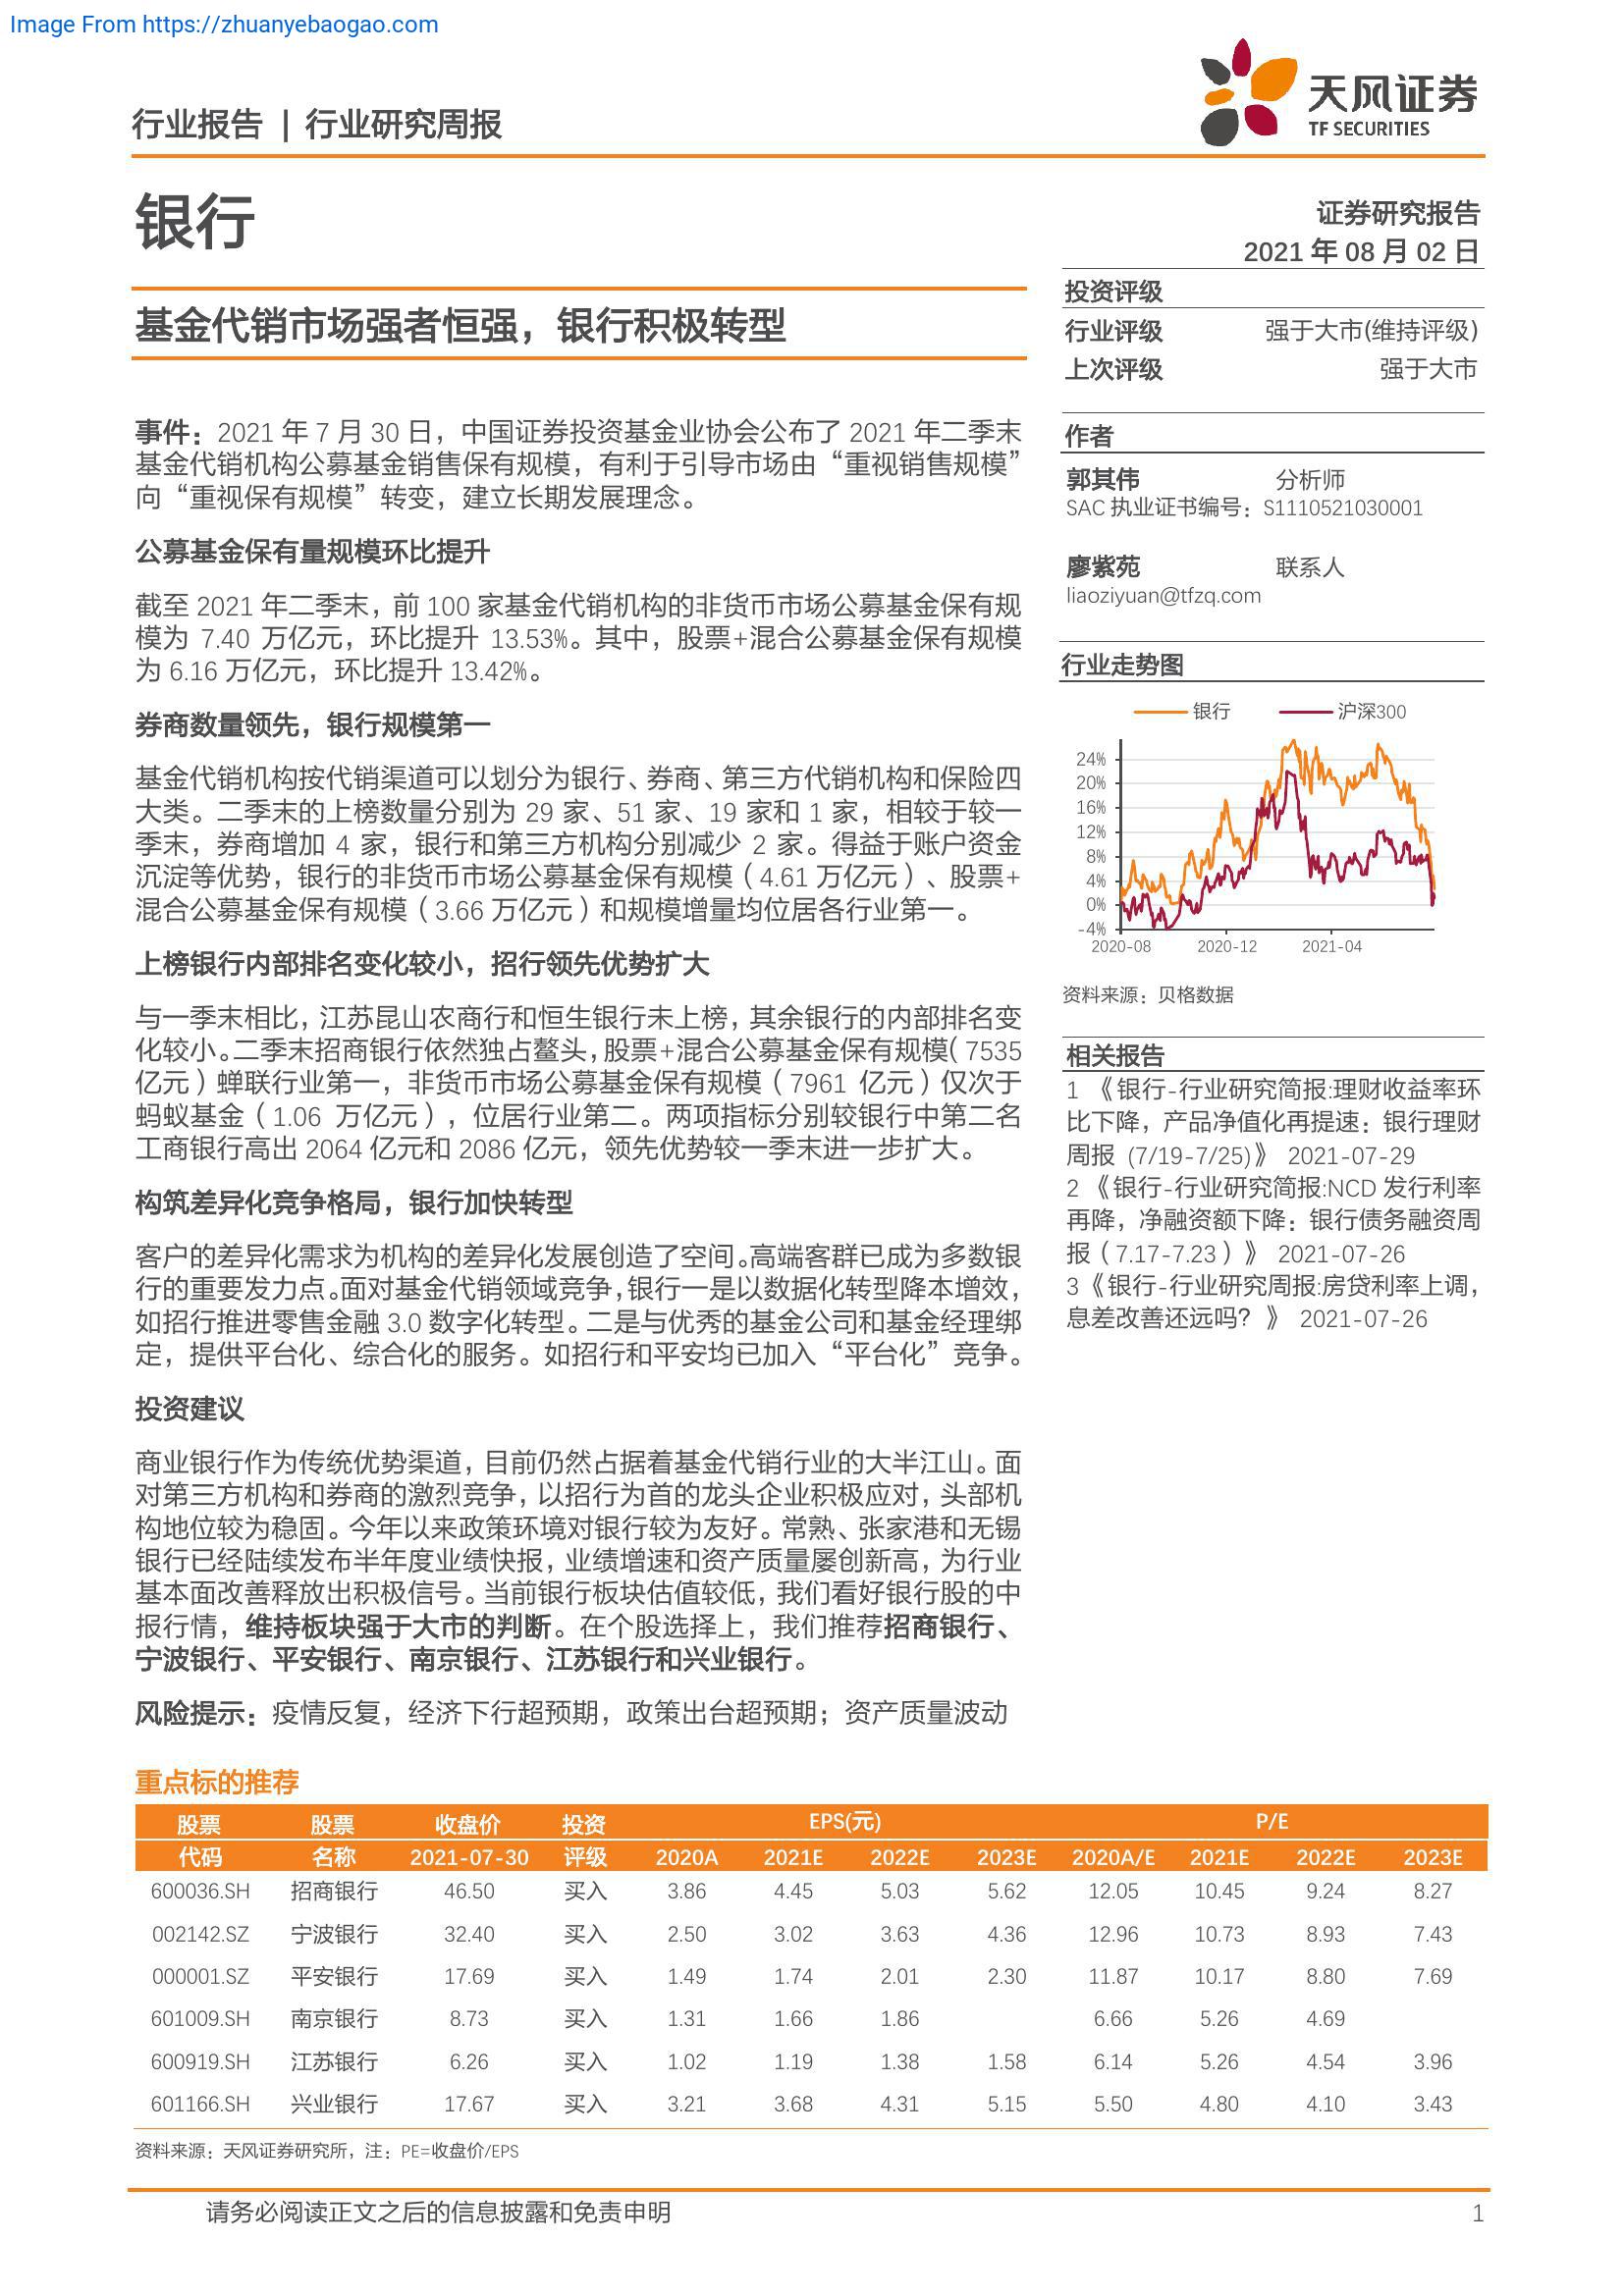 Image From https://zhuanyebaogao.com
行业报告 | 行业研究周报
天风证券
TF SECURITIES
银行
证券研究报告
2021 年 08 月 02 日
基金代销市场强者恒强，银行积极转型
投资评级
行业评级 强于大市(维持评级)
上次评级 强于大市
事件：2021 年 7 月 30 日，中国证券投资基金业协会公布了 2021 年二季末
基金代销机构公募基金销售保有规模，有利于引导市场由“重视销售规模”
向“重视保有规模”转变，建立长期发展理念。
公募基金保有量规模环比提升
截至 2021 年二季末，前 100 家基金代销机构的非货币市场公募基金保有规
模为 7.40 万亿元，环比提升 13.53%。其中，股票+混合公募基金保有规模
为 6.16 万亿元，环比提升 13.42%。
券商数量领先，银行规模第一
基金代销机构按代销渠道可以划分为银行、券商、第三方代销机构和保险四
大类。二季末的上榜数量分别为 29 家、51 家、19 家和 1 家，相较于较一
季末，券商增加 4 家，银行和第三方机构分别减少 2 家。得益于账户资金
沉淀等优势，银行的非货币市场公募基金保有规模（4.61 万亿元）、股票+
混合公募基金保有规模（3.66 万亿元）和规模增量均位居各行业第一。
上榜银行内部排名变化较小，招行领先优势扩大
与一季末相比，江苏昆山农商行和恒生银行未上榜，其余银行的内部排名变
化较小。二季末招商银行依然独占鳌头，股票+混合公募基金保有规模（7535
亿元）蝉联行业第一，非货币市场公募基金保有规模（7961 亿元）仅次于
蚂蚁基金（1.06 万亿元），位居行业第二。两项指标分别较银行中第二名
工商银行高出 2064 亿元和 2086 亿元，领先优势较一季末进一步扩大。
构筑差异化竞争格局，银行加快转型
客户的差异化需求为机构的差异化发展创造了空间。高端客群已成为多数银
行的重要发力点。面对基金代销领域竞争，银行一是以数据化转型降本增效，
如招行推进零售金融 3.0 数字化转型。二是与优秀的基金公司和基金经理绑
定，提供平台化、综合化的服务。如招行和平安均已加入“平台化”竞争。
投资建议
商业银行作为传统优势渠道，目前仍然占据着基金代销行业的大半江山。面
对第三方机构和券商的激烈竞争，以招行为首的龙头企业积极应对，头部机
构地位较为稳固。今年以来政策环境对银行较为友好。常熟、张家港和无锡
银行已经陆续发布半年度业绩快报，业绩增速和资产质量屡创新高，为行业
基本面改善释放出积极信号。当前银行板块估值较低，我们看好银行股的中
报行情，维持板块强于大市的判断。在个股选择上，我们推荐招商银行、
宁波银行、平安银行、南京银行、江苏银行和兴业银行。
风险提示：疫情反复，经济下行超预期，政策出台超预期；资产质量波动
作者
郭其伟 分析师
SAC 执业证书编号：S1110521030001
廖紫苑 联系人
liaoziyuan@tfzq.com
行业走势图
银行 沪深300
24%
20%
16%
12%
8%
4%
0%
-4%
2020-08 2020-12 2021-04
资料来源：贝格数据
相关报告
1 《银行-行业研究简报:理财收益率环
比下降，产品净值化再提速：银行理财
周报 (7/19-7/25)》 2021-07-29
2 《银行-行业研究简报:NCD 发行利率
再降，净融资额下降：银行债务融资周
报（7.17-7.23）》 2021-07-26
3《银行-行业研究周报:房贷利率上调，
息差改善还远吗？》 2021-07-26
重点标的推荐
股票 股票 收盘价 投资 EPS(元) P/E
代码 名称 2021-07-30 评级 2020A 2021E 2022E 2023E 2020A/E 2021E 2022E 2023E
600036.SH 招商银行 46.50 买入 3.86 4.45 5.03 5.62 12.05 10.45 9.24 8.27
002142.SZ 宁波银行 32.40 买入 2.50 3.02 3.63 4.36 12.96 10.73 8.93 7.43
000001.SZ 平安银行 17.69 买入 1.49 1.74 2.01 2.30 11.87 10.17 8.80 7.69
601009.SH 南京银行 8.73 买入 1.31 1.66 1.86 6.66 5.26 4.69
600919.SH 江苏银行 6.26 买入 1.02 1.19 1.38 1.58 6.14 5.26 4.54 3.96
601166.SH 兴业银行 17.67 买入 3.21 3.68 4.31 5.15 5.50 4.80 4.10 3.43
资料来源：天风证券研究所，注：PE=收盘价/EPS
请务必阅读正文之后的信息披露和免责申明 1